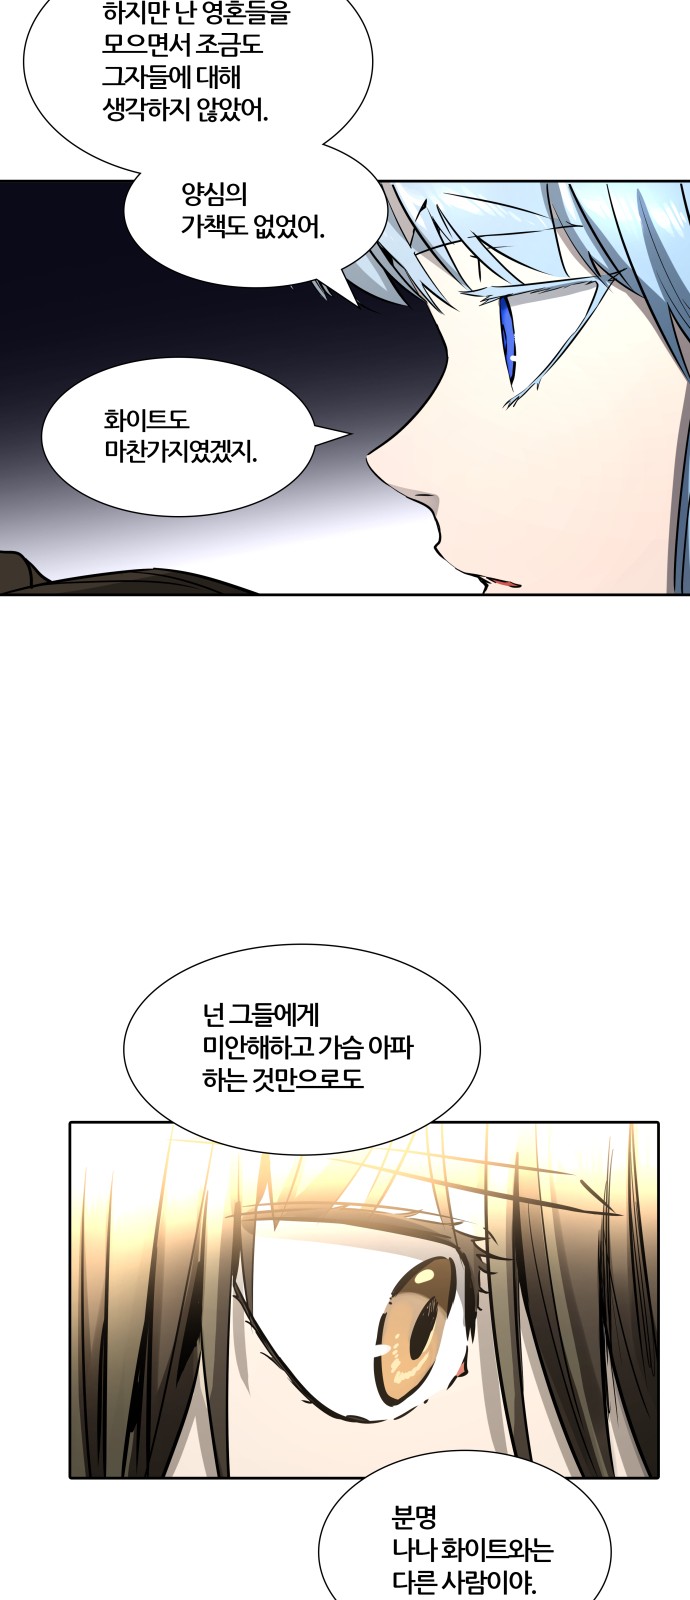 하지만 난 영혼들을
모으면서 조금도
그자들에 대해
생각하지 않았어.
양심의
가책도 없었어.
화이트도
마찬가지였겠지.
넌 그들에게
미안해하고 가슴 아파
하는 것만으로도
분명
나나 화이트와는
다른 사람이야.